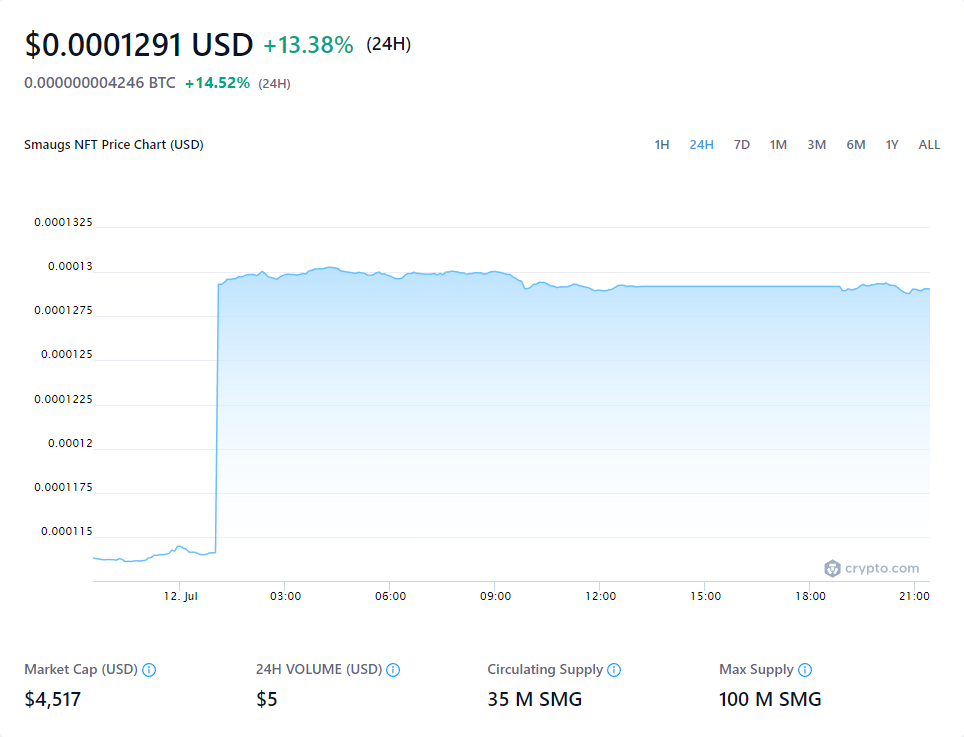 $0.0001291 USD +13.38% (24H)
0.000000004246 BTC +14.52% (24H)
Smaugs NFT Price Chart (USD) 1H 24H 7D 1M 3M 6M 1Y ALL
0.0001325
0.00013
0.0001275
0.000125
0.0001225
0.00012
0.0001175
0.000115
crypto.com
12. Jul 03:00 06:00 09:00 12:00 15:00 18:00 21:00
Market Cap (USD) 24H VOLUME (USD) Circulating Supply Max Supply
$4,517 $5 35 M SMG 100 M SMG